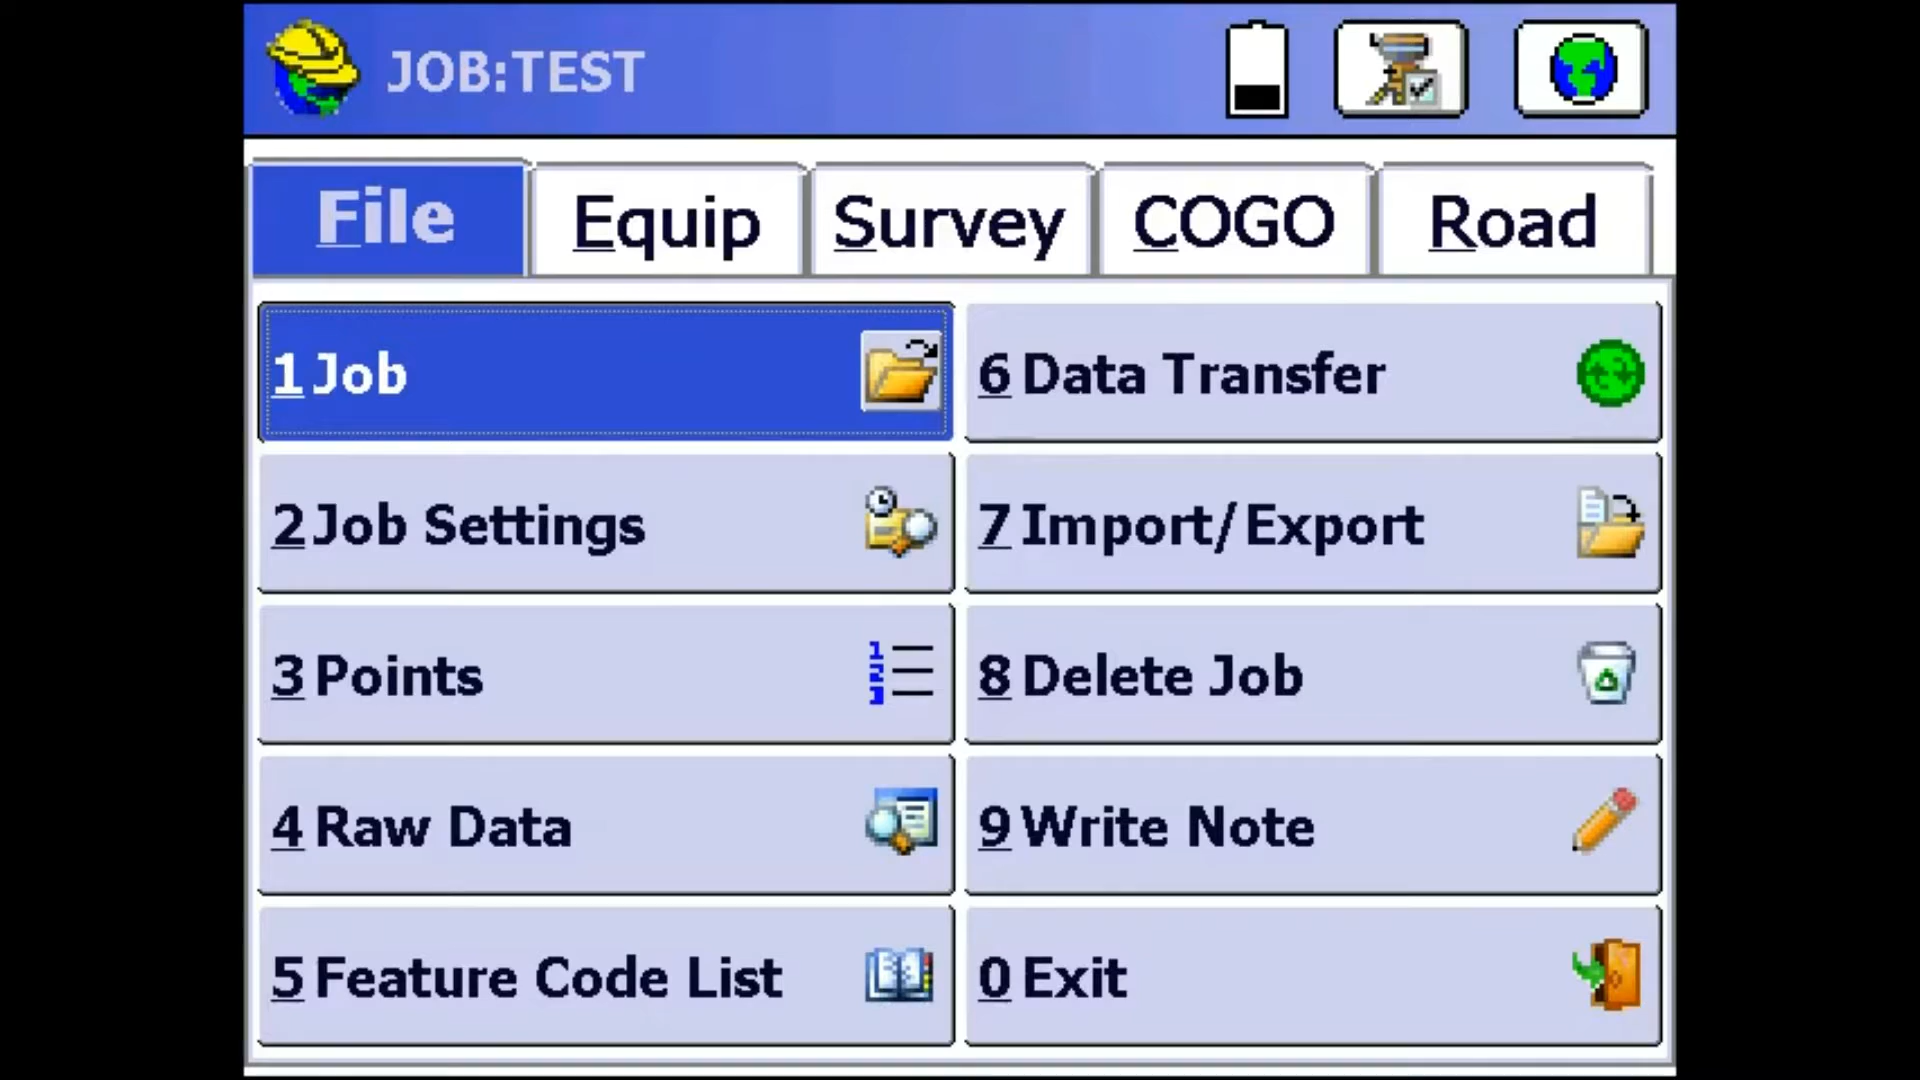 JOB:TEST
File Equip Survey COGO Road
1 Job
2 Job Settings
3 Points
4 Raw Data
5 Feature Code List
6 Data Transfer
7 Import/Export
8 Delete Job
9 Write Note
0 Exit